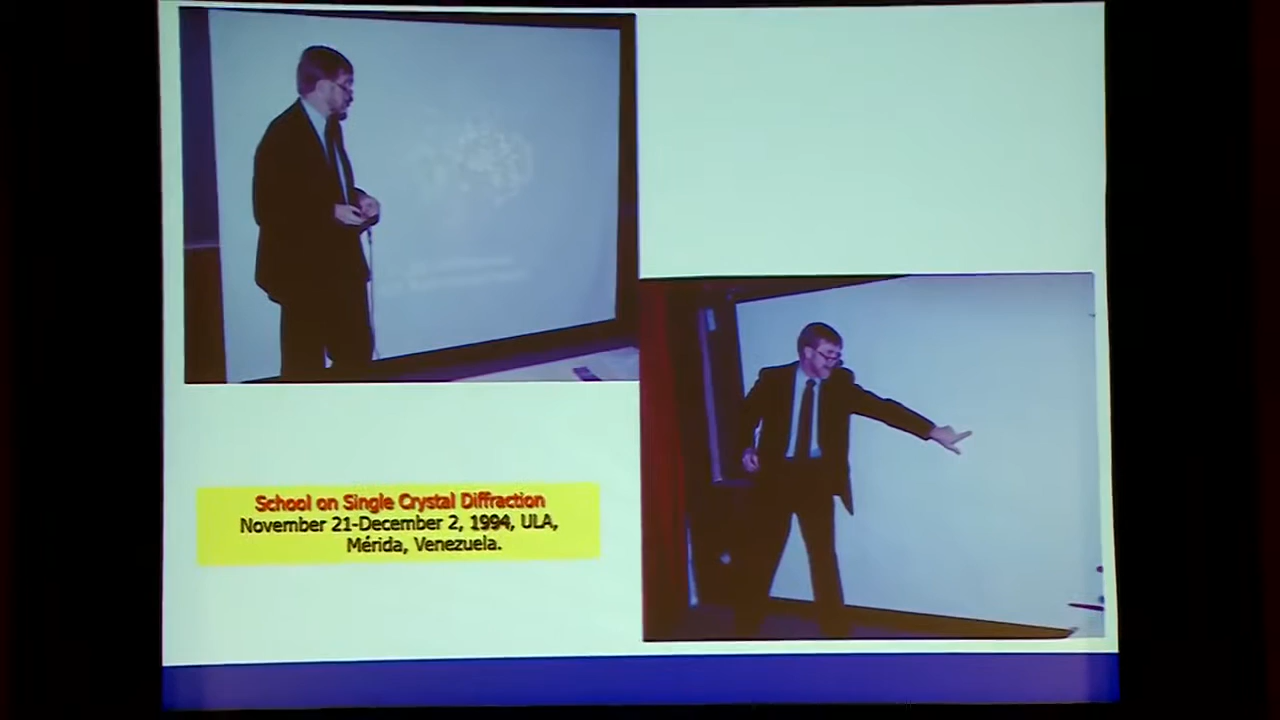 School on Single Crystal Diffraction
November 21-December 2, 1994, ULA,
Mérida, Venezuela.